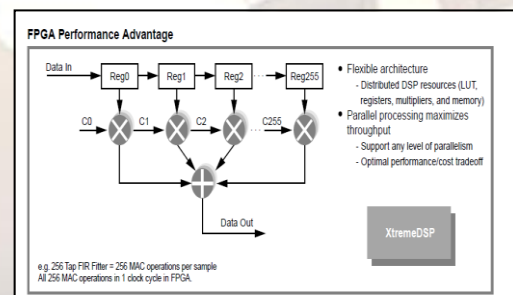 FPGA Performance Advantage
Data In
Reg0
Reg1
Reg2
Reg255
C0
C1
C2
C255
Data Out
• Flexible architecture
- Distributed DSP resources (LUT,
registers, multipliers, and memory)
• Parallel processing maximizes
throughput
- Support any level of parallelism
- Optimal performance/cost tradeoff
XtremeDSP
e.g. 256 Tap FIR Fitter = 256 MAC operations per sample
All 256 MAC operations in 1 clock cycle in FPGA.